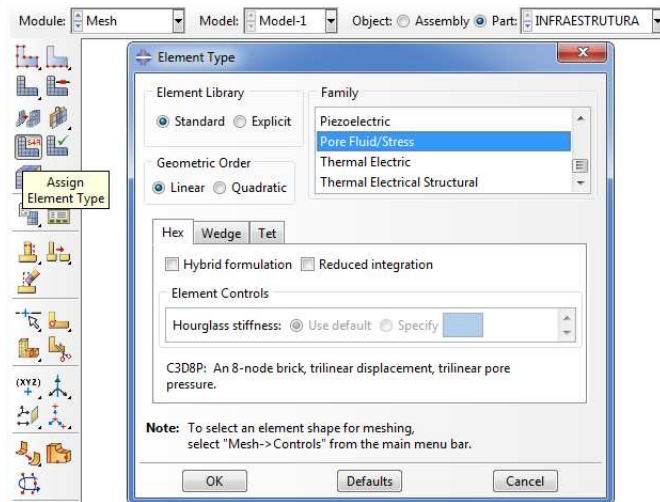 Module: Mesh Model: Model-1 Object: Assembly Part: INFRAESTRUTURA
Element Type
Element Library
Standard Explicit
Geometric Order
Linear Quadratic
Family
Piezoelectric
Pore Fluid/Stress
Thermal Electric
Thermal Electrical Structural
Assign
Element Type
Hex Wedge Tet
Hybrid formulation Reduced integration
Element Controls
Hourglass stiffness: Use default Specify
C3D8P: An 8-node brick, trilinear displacement, trilinear pore
pressure.
Note: To select an element shape for meshing,
select "Mesh->Controls" from the main menu bar.
OK Defaults Cancel
(XYZ)